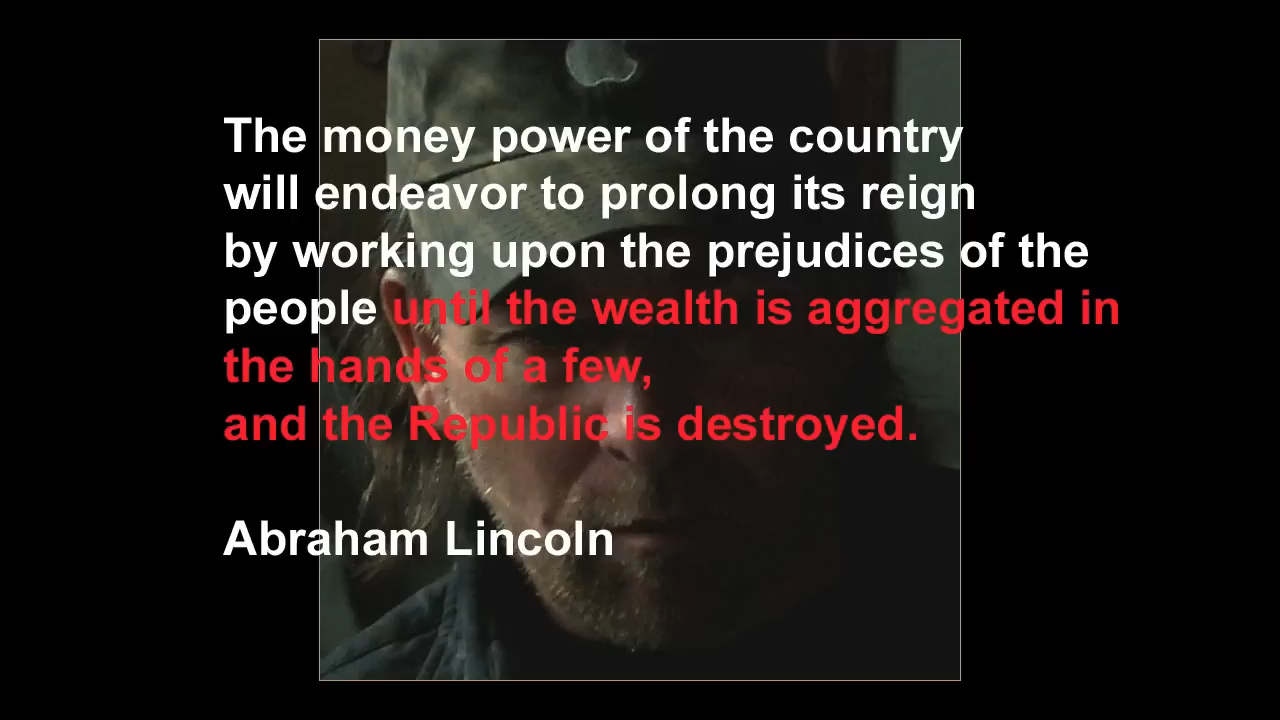 The money power of the country
will endeavor to prolong its reign
by working upon the prejudices of the
people until the wealth is aggregated in
the hands of a few,
and the Republic is destroyed.
Abraham Lincoln